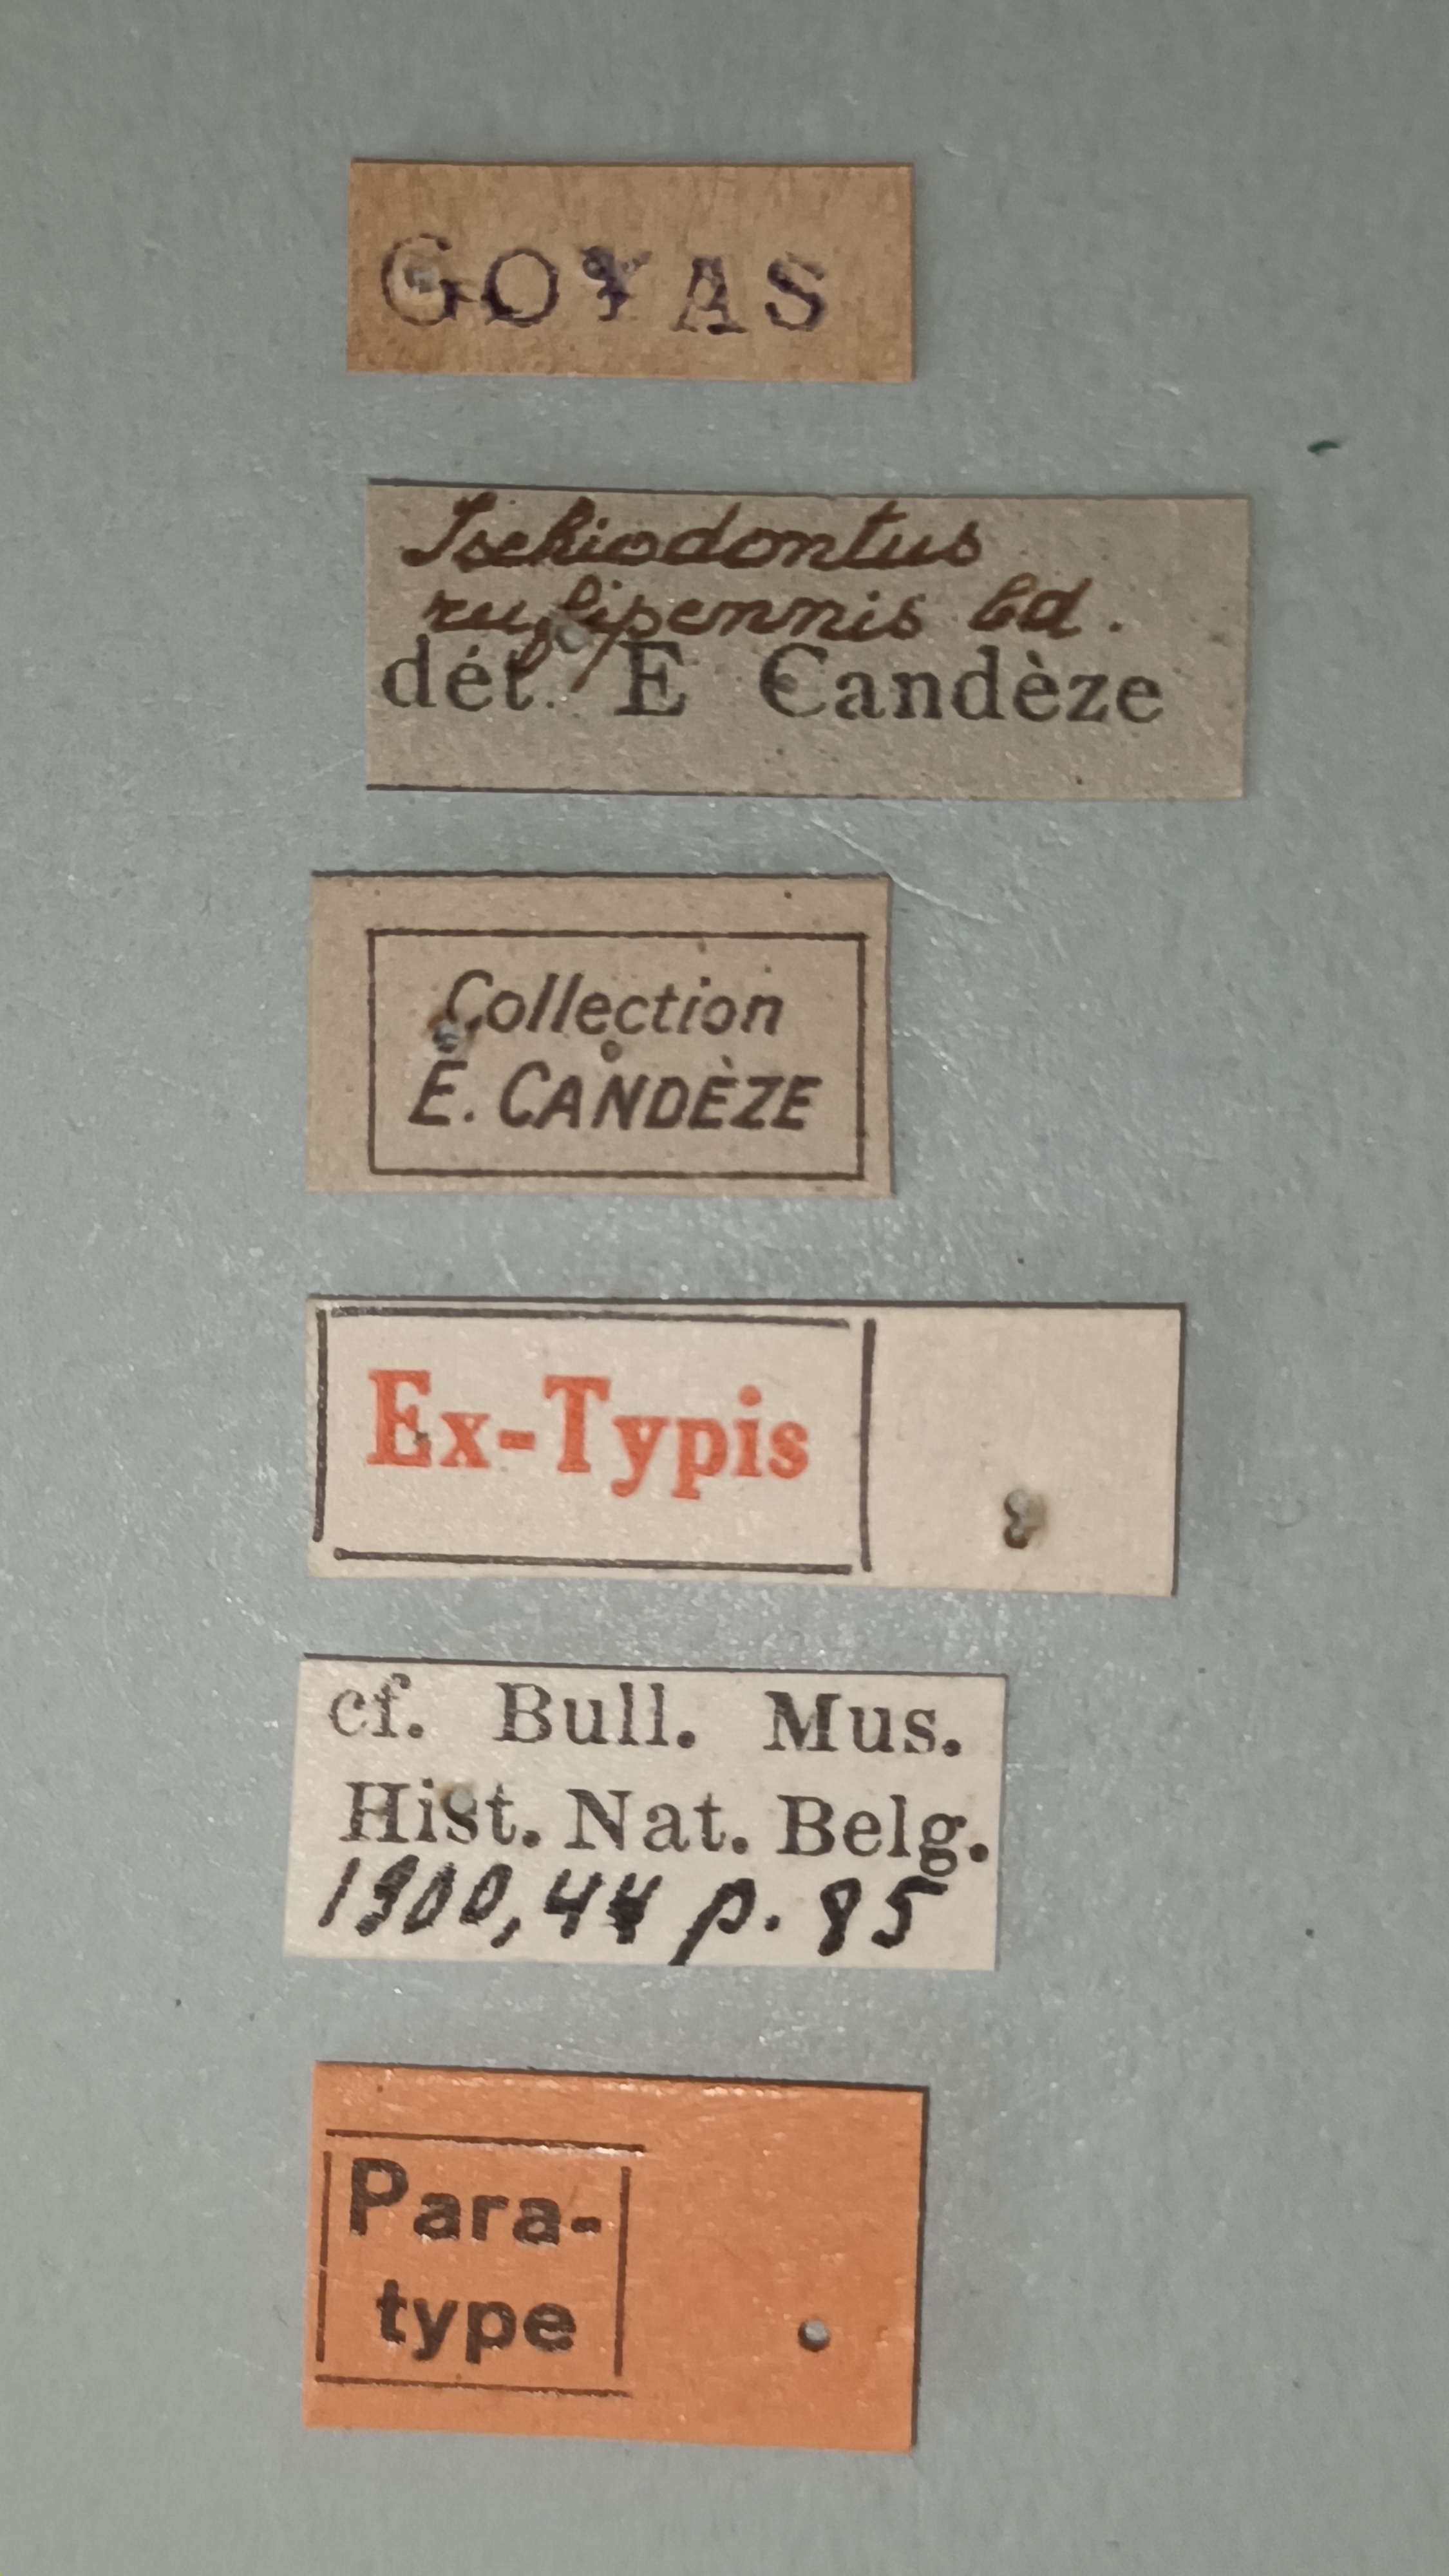 GOYAS
Ischiodontus
rufipennis Cd.
dét. E Candèze
Collection
E. CANDÈZE
Ex-Typis
cf. Bull. Mus.
Hist. Nat. Belg.
1900, 44 p. 85
Para-
type